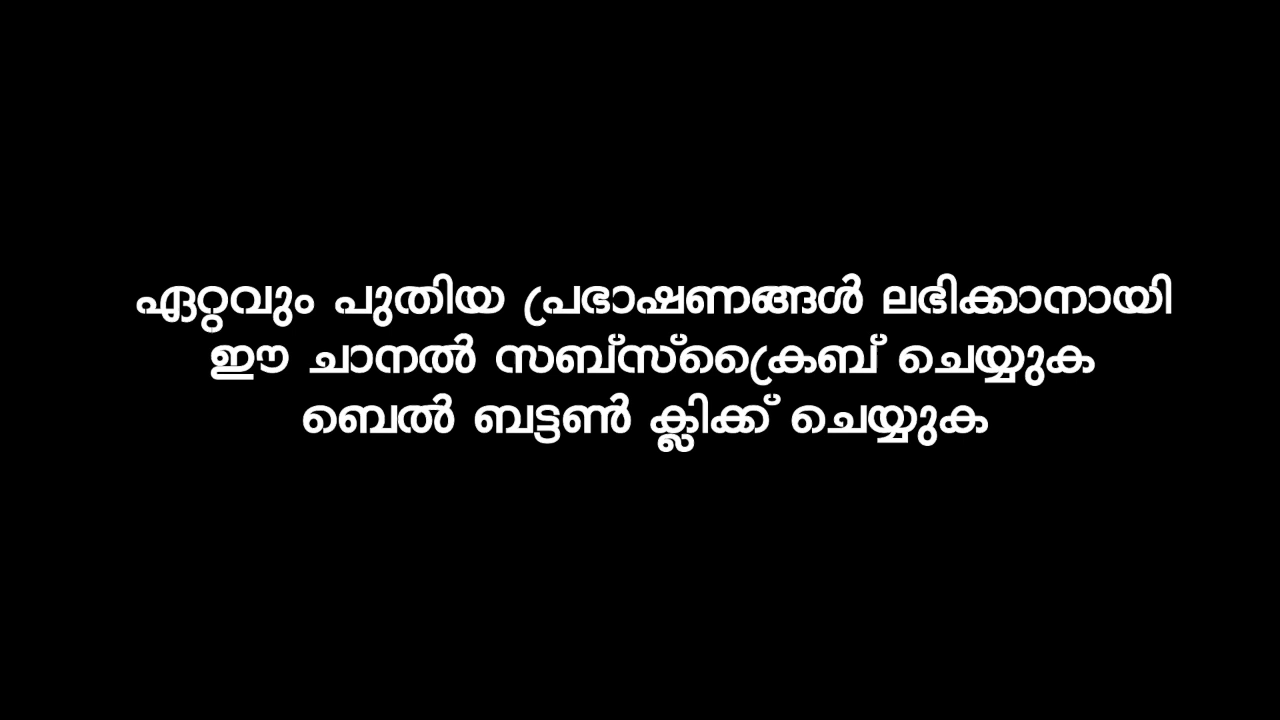 ഏറ്റവും പുതിയ പ്രഭാഷണങ്ങൾ ലഭിക്കാനായി
ഈ ചാനൽ സബ്സ്ക്രൈബ് ചെയ്യുക
ബെൽ ബട്ടൺ ക്ലിക്ക് ചെയ്യുക